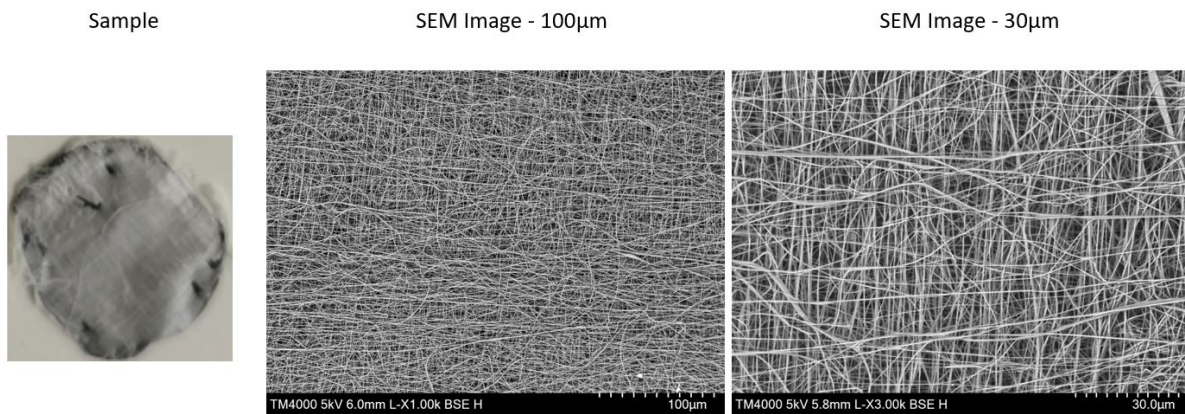 Sample
SEM Image - 100µm
SEM Image - 30µm
TM4000 5kV 6.0mm L-X1.00k BSE H 100µm
TM4000 5kV 5.8mm L-X3.00k BSE H 30.0µm